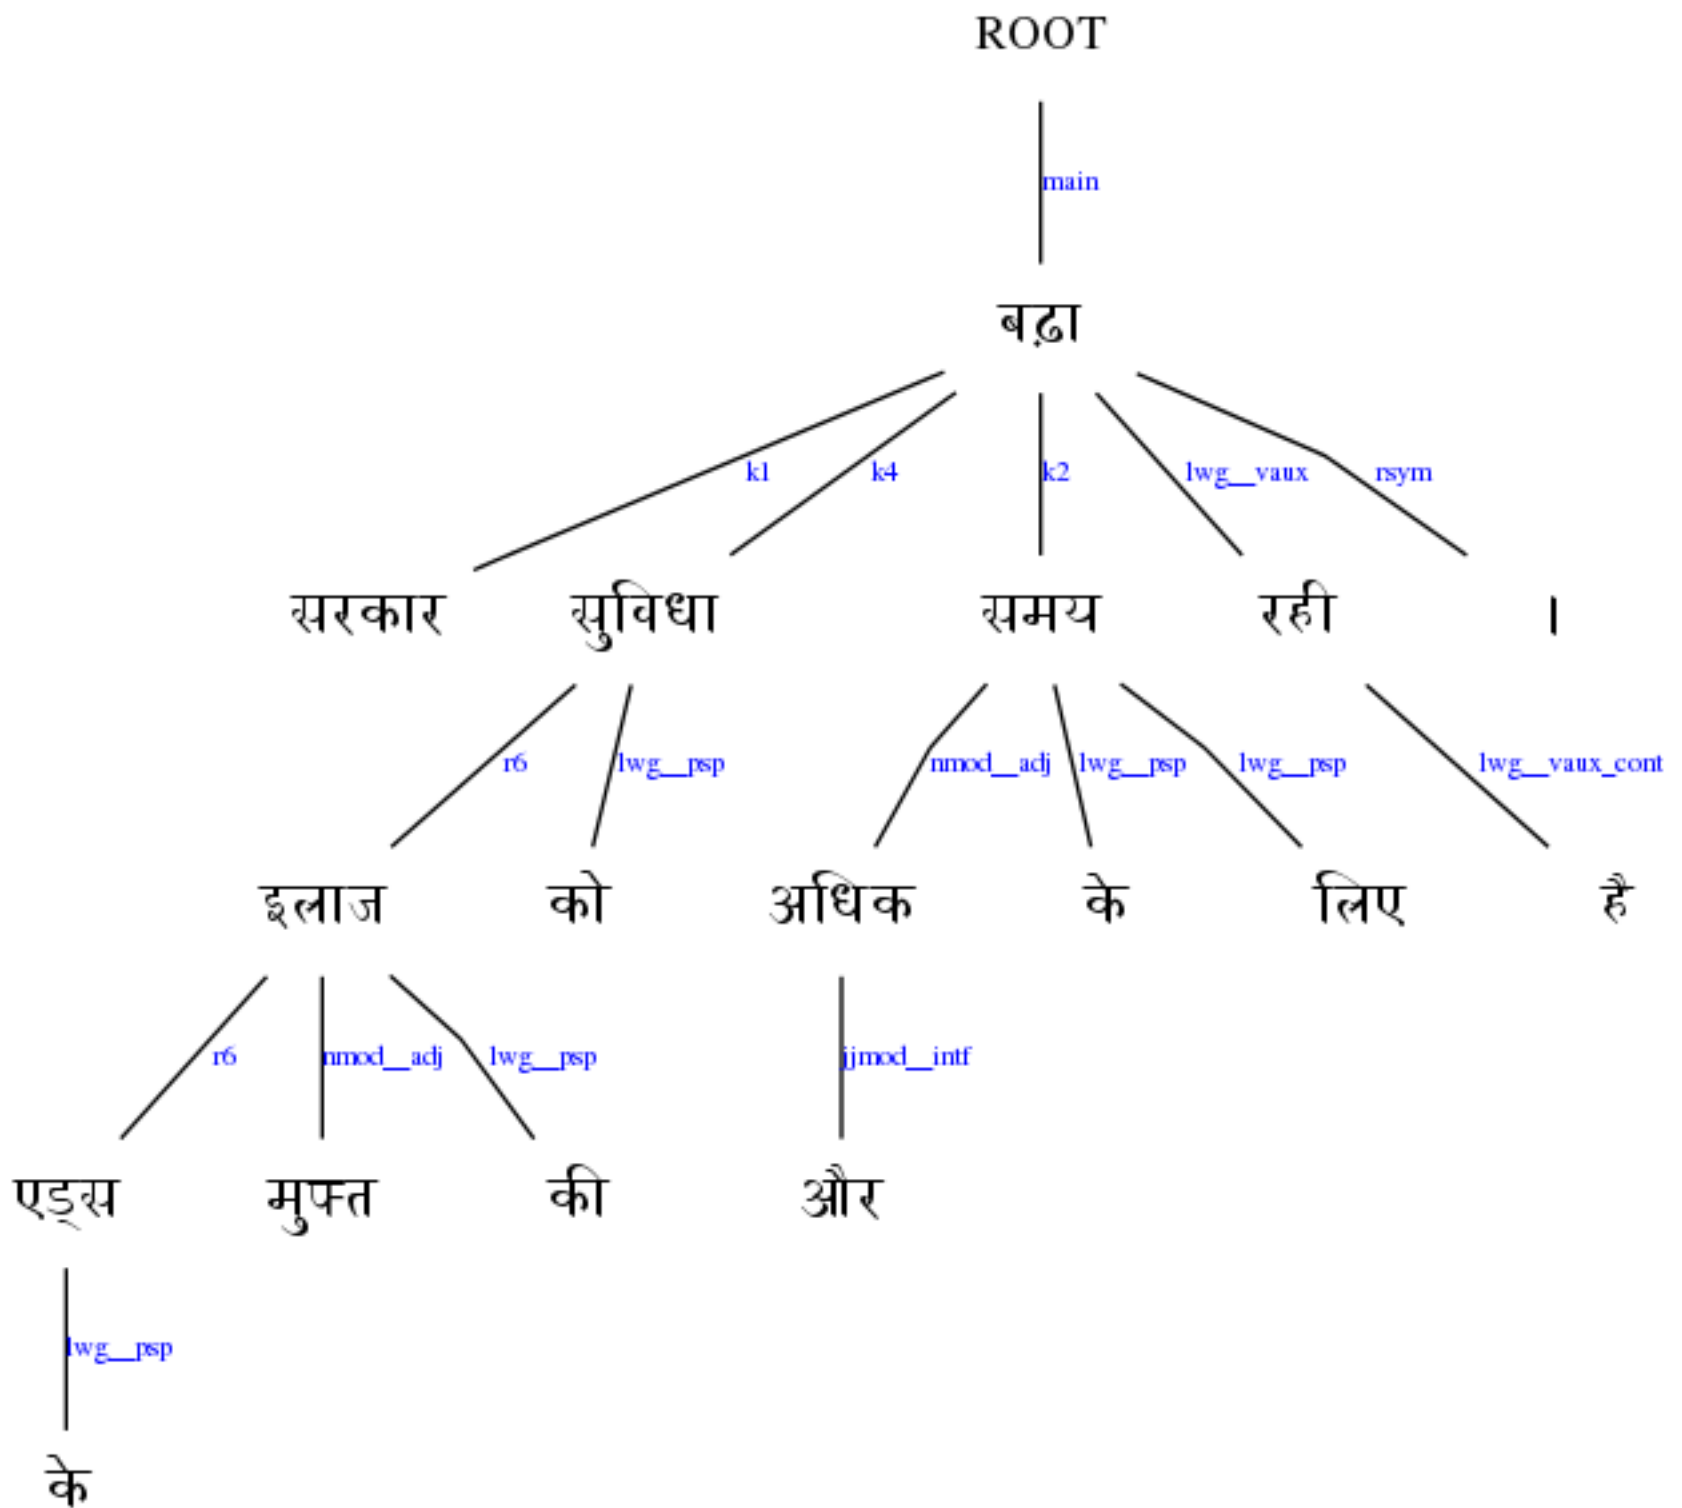 ROOT
main
बढ़ा
k1 k4 k2 lwg__vaux rsym
सरकार सुविधा समय रही ।
r6 lwg__psp nmod__adj lwg__psp lwg__psp lwg__vaux_cont
इलाज को अधिक के लिए है
r6 nmod__adj lwg__psp jjmod__intf
एड्स मुफ्त की और
lwg__psp
के